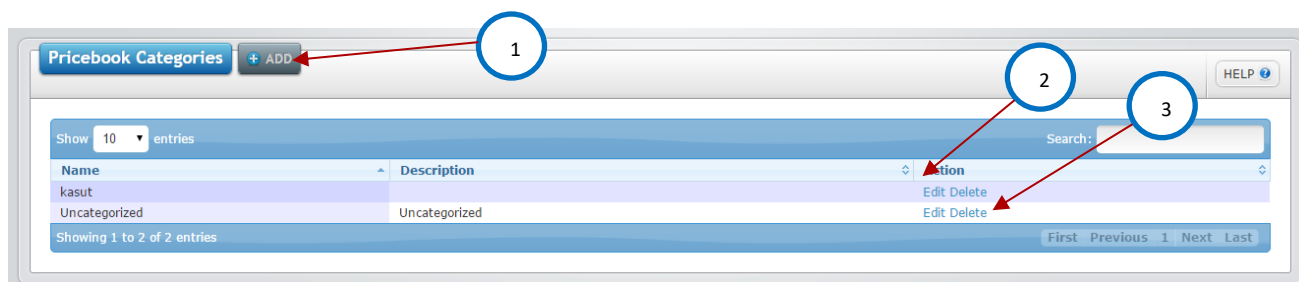 1
Pricebook Categories ADD
2
HELP
3
Show 10 entries Search:
Name Description Action
kasut Edit Delete
Uncategorized Uncategorized Edit Delete
Showing 1 to 2 of 2 entries First Previous 1 Next Last